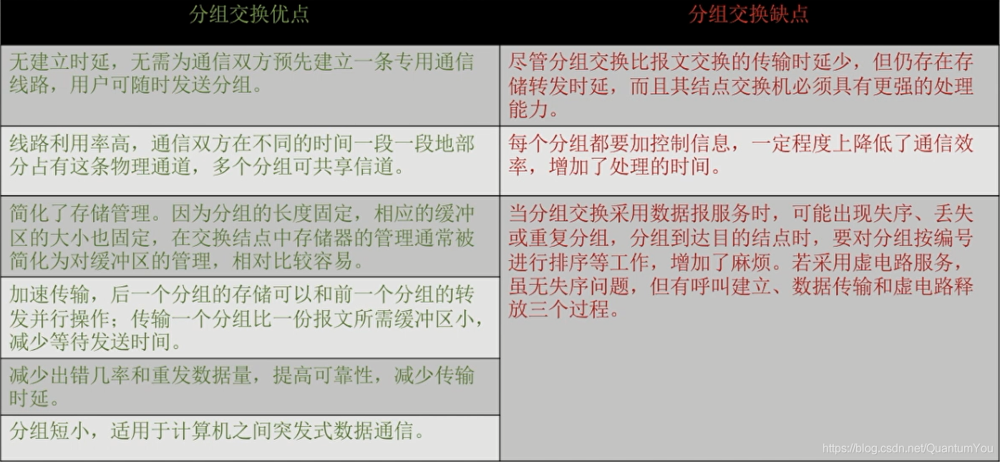 分组交换优点
分组交换缺点
无建立时延，无需为通信双方预先建立一条专用通信
线路，用户可随时发送分组。
尽管分组交换比报文交换的传输时延少，但仍存在存
储转发时延，而且其结点交换机必须具有更强的处理
能力。
线路利用率高，通信双方在不同的时间一段一段地部
分占有这条物理通道，多个分组可共享信道。
每个分组都要加控制信息，一定程度上降低了通信效
率，增加了处理的时间。
简化了存储管理。因为分组的长度固定，相应的缓冲
区的大小也固定，在交换结点中存储器的管理通常被
简化为对缓冲区的管理，相对比较容易。
当分组交换采用数据报服务时，可能出现失序、丢失
或重复分组，分组到达目的结点时，要对分组按编号
进行排序等工作，增加了麻烦。若采用虚电路服务，
虽无失序问题，但有呼叫建立、数据传输和虚电路释
放三个过程。
加速传输，后一个分组的存储可以和前一个分组的转
发并行操作；传输一个分组比一份报文所需缓冲区小，
减少等待发送时间。
减少出错几率和重发数据量，提高可靠性，减少传输
时延。
分组短小，适用于计算机之间突发式数据通信。
https://blog.csdn.net/QuantumYou